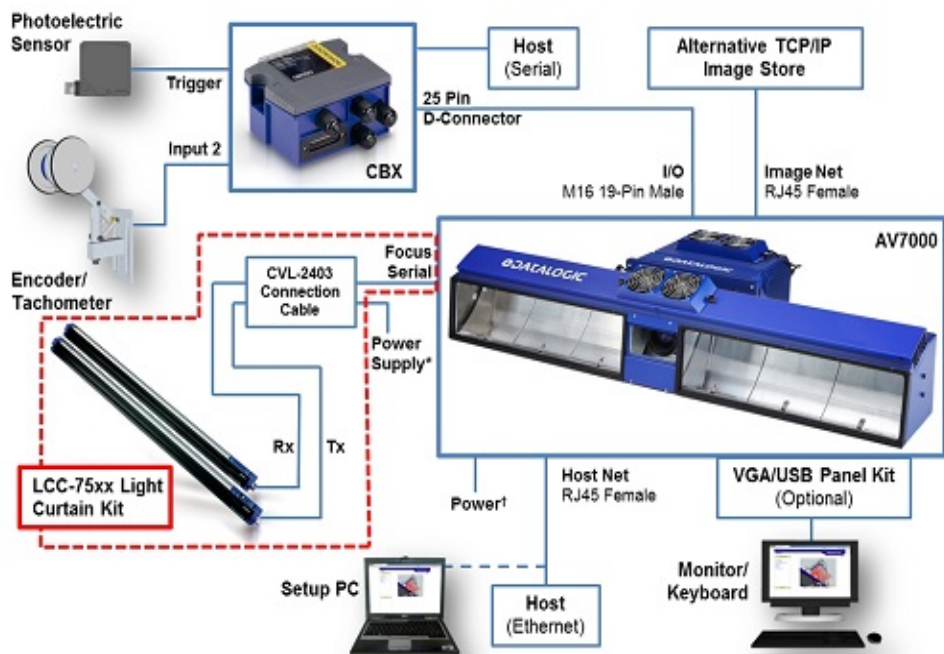 Photoelectric
Sensor
Trigger
Input 2
Encoder/
Tachometer
CBX
25 Pin
D-Connector
Host
(Serial)
Alternative TCP/IP
Image Store
I/O
M16 19-Pin Male
Image Net
RJ45 Female
AV7000
DATALOGIC
Focus
Serial
CVL-2403
Connection
Cable
Power
Supply*
Rx
Tx
LCC-75xx Light
Curtain Kit
Power†
Host Net
RJ45 Female
VGA/USB Panel Kit
(Optional)
Setup PC
Host
(Ethernet)
Monitor/
Keyboard